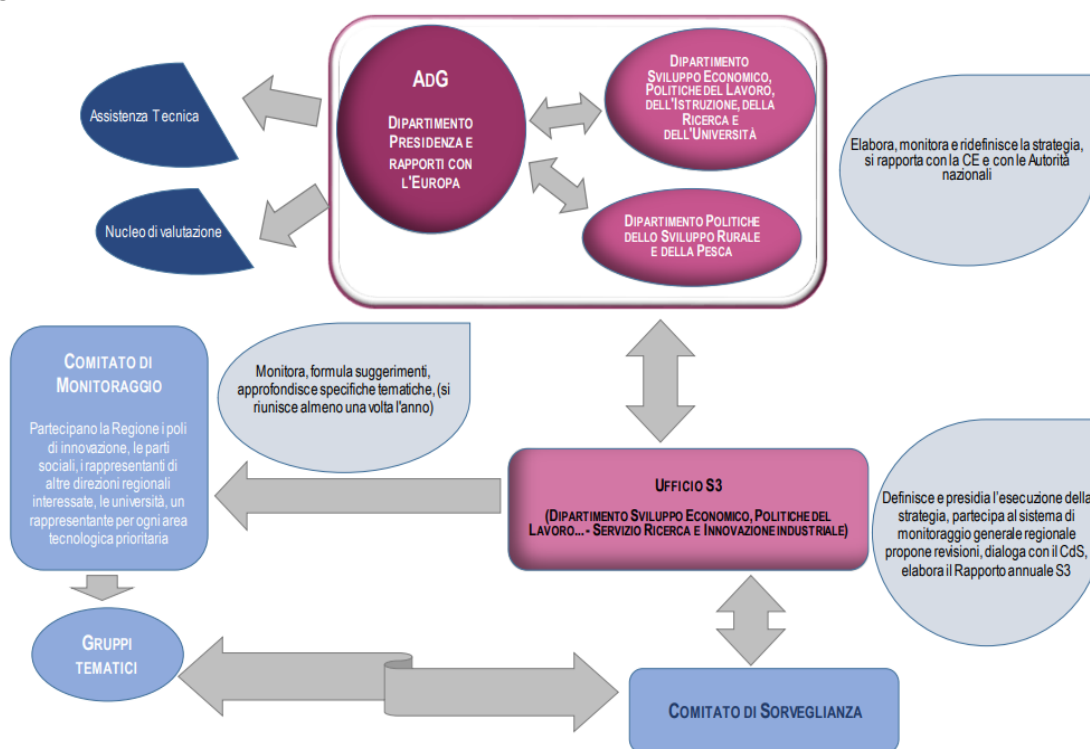 Assistenza Tecnica
Nucleo di valutazione
ADG
DIPARTIMENTO
PRESIDENZA E
RAPPORTI CON
L'EUROPA
DIPARTIMENTO
SVILUPPO ECONOMICO,
POLITICHE DEL LAVORO,
DELL'ISTRUZIONE, DELLA
RICERCA E
DELL'UNIVERSITÀ
DIPARTIMENTO POLITICHE
DELLO SVILUPPO RURALE
E DELLA PESCA
Elabora, monitora e ridefinisce la strategia,
si rapporta con la CE e con le Autorità
nazionali
COMITATO DI
MONITORAGGIO
Partecipano la Regione i poli
di innovazione, le parti
sociali, i rappresentanti di
altre direzioni regionali
interessate, le università, un
rappresentante per ogni area
tecnologica prioritaria
Monitora, formula suggerimenti,
approfondisce specifiche tematiche, (si
riunisce almeno una volta l'anno)
UFFICIO S3
(DIPARTIMENTO SVILUPPO ECONOMICO, POLITICHE DEL
LAVORO...- SERVIZIO RICERCA E INNOVAZIONE INDUSTRIALE)
Definisce e presidia l'esecuzione della
strategia, partecipa al sistema di
monitoraggio generale regionale
propone revisioni, dialoga con il CdS,
elabora il Rapporto annuale S3
GRUPPI
TEMATICI
COMITATO DI SORVEGLIANZA